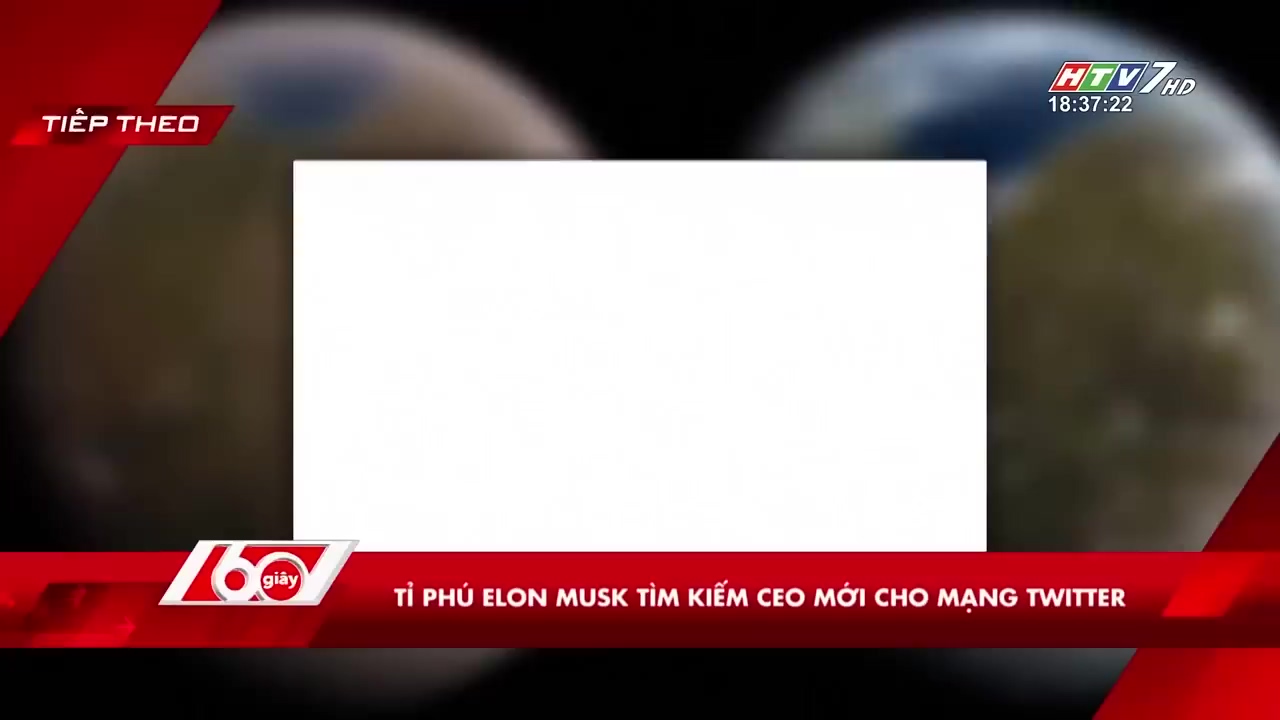 HTV7 HD
18:37:22
TIẾP THEO
60 giây
TỈ PHÚ ELON MUSK TÌM KIẾM CEO MỚI CHO MẠNG TWITTER